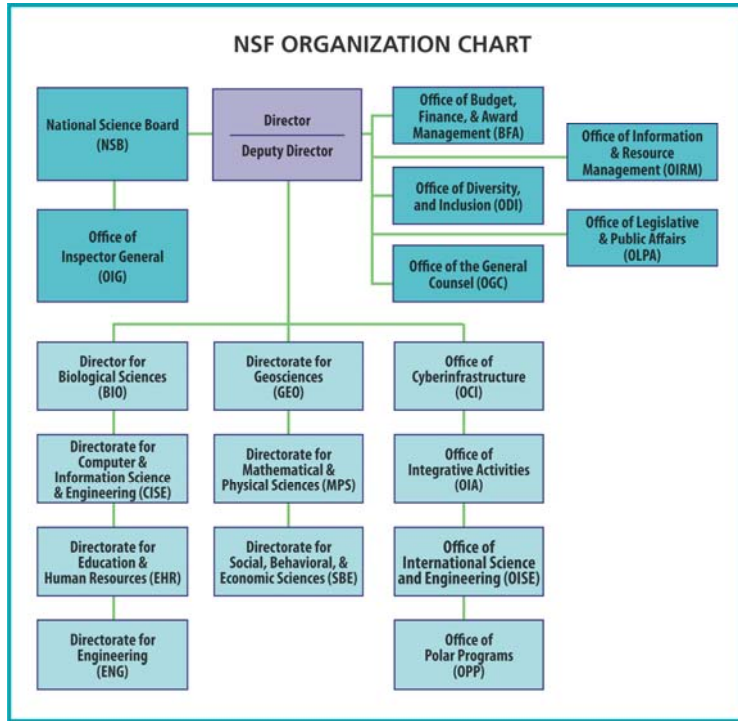 NSF ORGANIZATION CHART
National Science Board
(NSB)
Director
Deputy Director
Office of Budget,
Finance, & Award
Management (BFA)
Office of Information
& Resource
Management (OIRM)
Office of Diversity,
and Inclusion (ODI)
Office of Legislative
& Public Affairs
(OLPA)
Office of the General
Counsel (OGC)
Office of
Inspector General
(OIG)
Director for
Biological Sciences
(BIO)
Directorate for
Geosciences
(GEO)
Office of
Cyberinfrastructure
(OCI)
Directorate for
Computer &
Information Science
& Engineering (CISE)
Directorate for
Mathematical &
Physical Sciences (MPS)
Office of
Integrative Activities
(OIA)
Directorate for
Education &
Human Resources (EHR)
Directorate for
Social, Behavioral, &
Economic Sciences (SBE)
Office of
International Science
and Engineering (OISE)
Directorate for
Engineering
(ENG)
Office of
Polar Programs
(OPP)